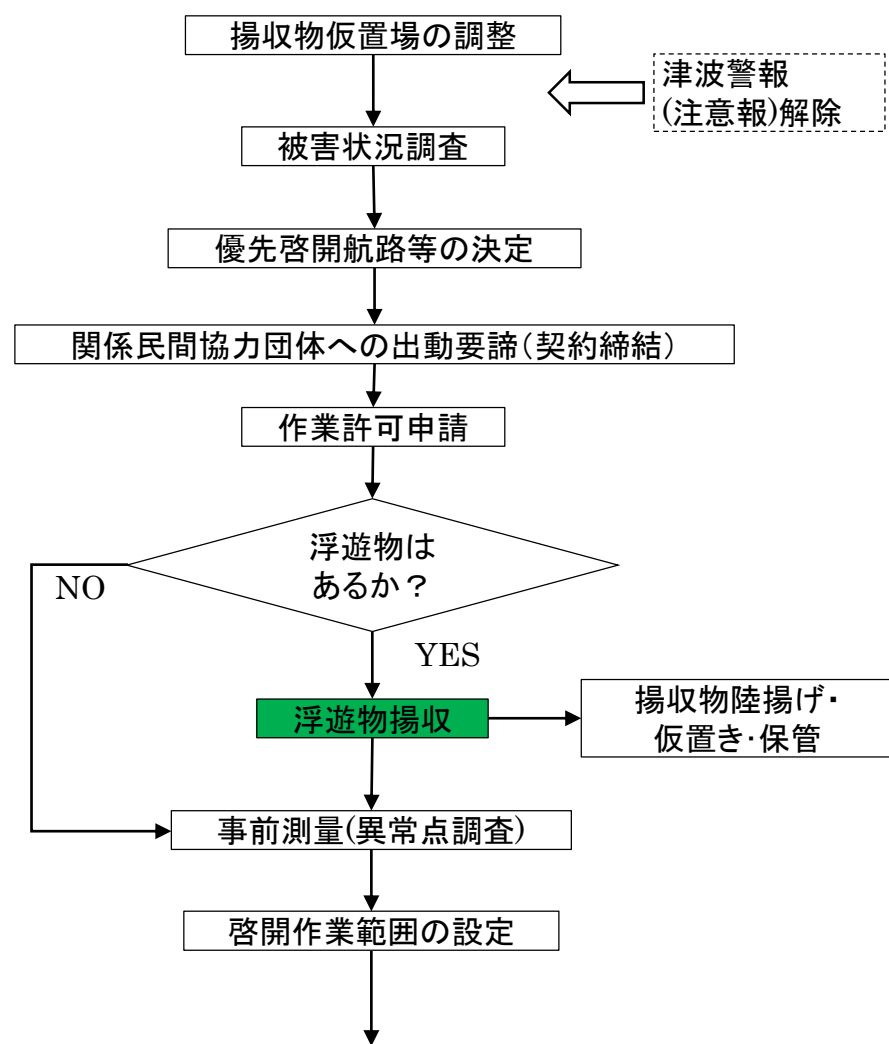 揚収物仮置場の調整
津波警報
(注意報)解除
被害状況調査
優先啓開航路等の決定
関係民間協力団体への出動要諦(契約締結)
作業許可申請
浮遊物は
あるか？
NO
YES
浮遊物揚収
揚収物陸揚げ・
仮置き・保管
事前測量(異常点調査)
啓開作業範囲の設定